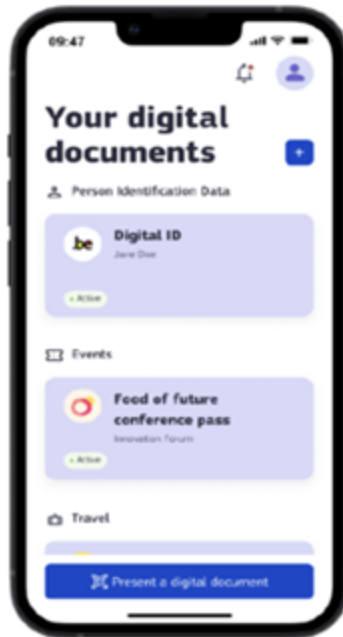 09:47
Your digital
documents
+
Person Identification Data
.be
Digital ID
Jane Doe
Active
Events
Food of future
conference pass
Innovation Forum
Active
Travel
Present a digital document